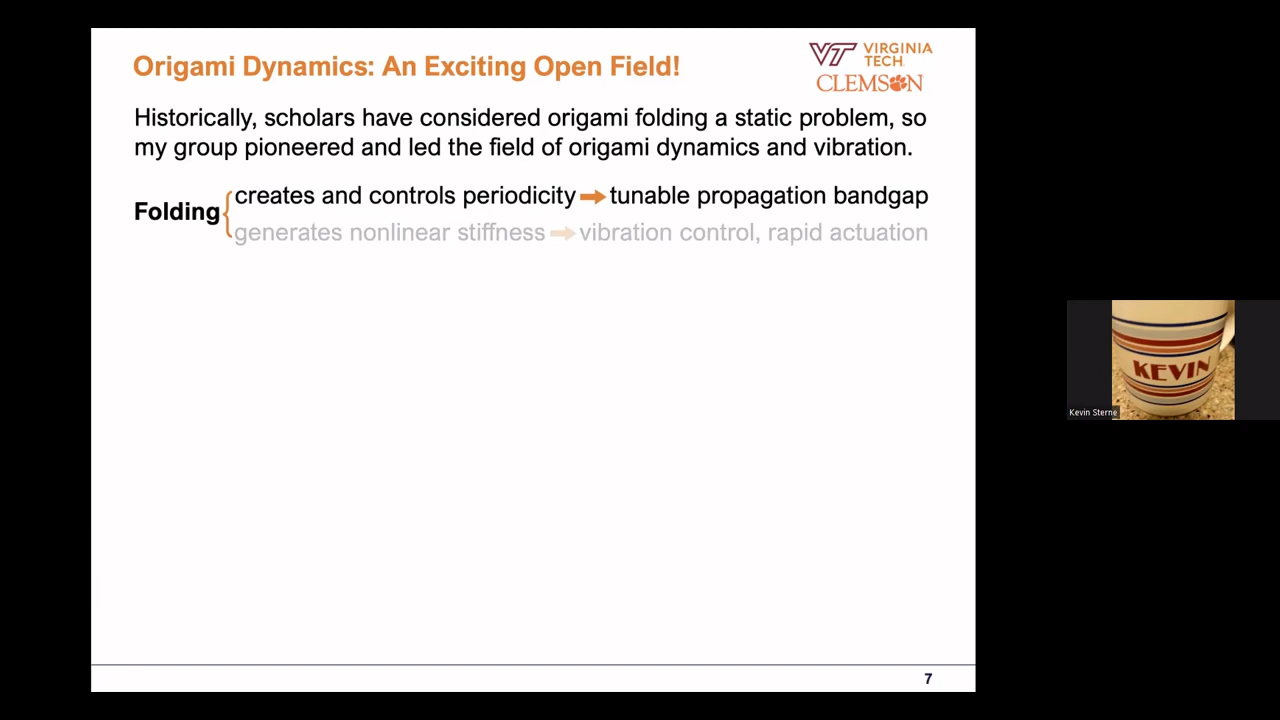 Origami Dynamics: An Exciting Open Field!
VT VIRGINIA
TECH
CLEMSON
Historically, scholars have considered origami folding a static problem, so
my group pioneered and led the field of origami dynamics and vibration.
Folding
creates and controls periodicity tunable propagation bandgap
generates nonlinear stiffness vibration control, rapid actuation
KEVIN
Kevin Sterne
7